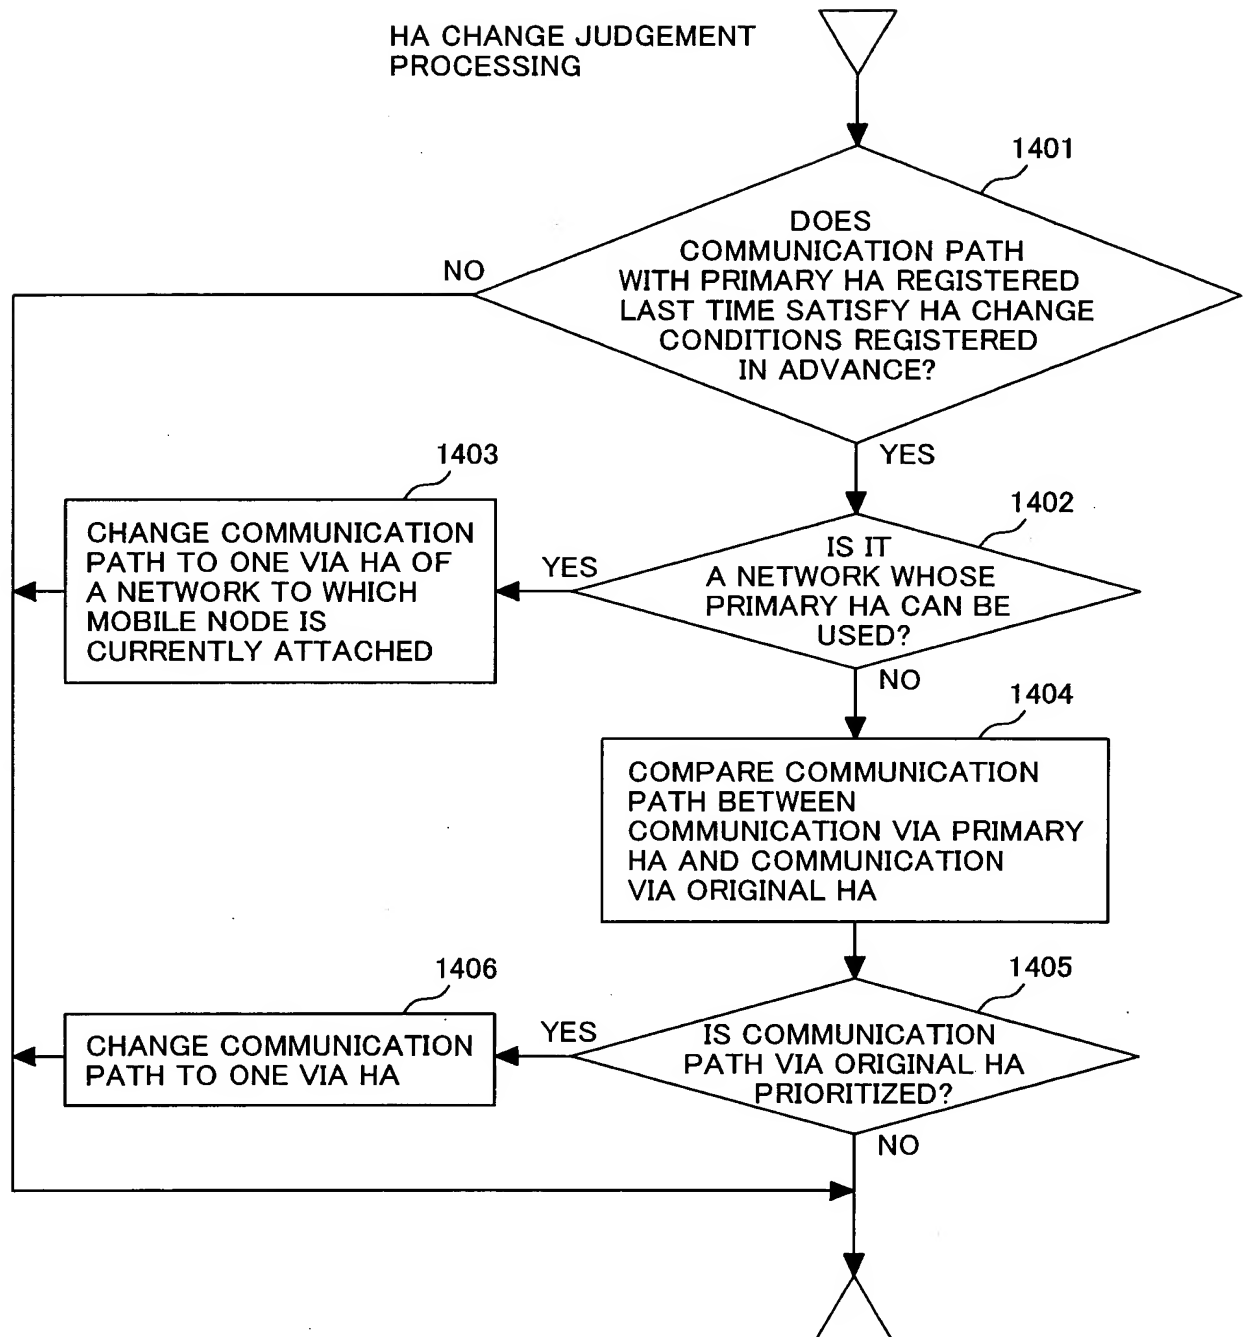 HA CHANGE JUDGEMENT
PROCESSING
1401
DOES
COMMUNICATION PATH
WITH PRIMARY HA REGISTERED
LAST TIME SATISFY HA CHANGE
CONDITIONS REGISTERED
IN ADVANCE?
NO
YES
1403
CHANGE COMMUNICATION
PATH TO ONE VIA HA OF
A NETWORK TO WHICH
MOBILE NODE IS
CURRENTLY ATTACHED
1402
IS IT
A NETWORK WHOSE
PRIMARY HA CAN BE
USED?
YES
NO
1404
COMPARE COMMUNICATION
PATH BETWEEN
COMMUNICATION VIA PRIMARY
HA AND COMMUNICATION
VIA ORIGINAL HA
1406
CHANGE COMMUNICATION
PATH TO ONE VIA HA
1405
IS COMMUNICATION
PATH VIA ORIGINAL HA
PRIORITIZED?
YES
NO